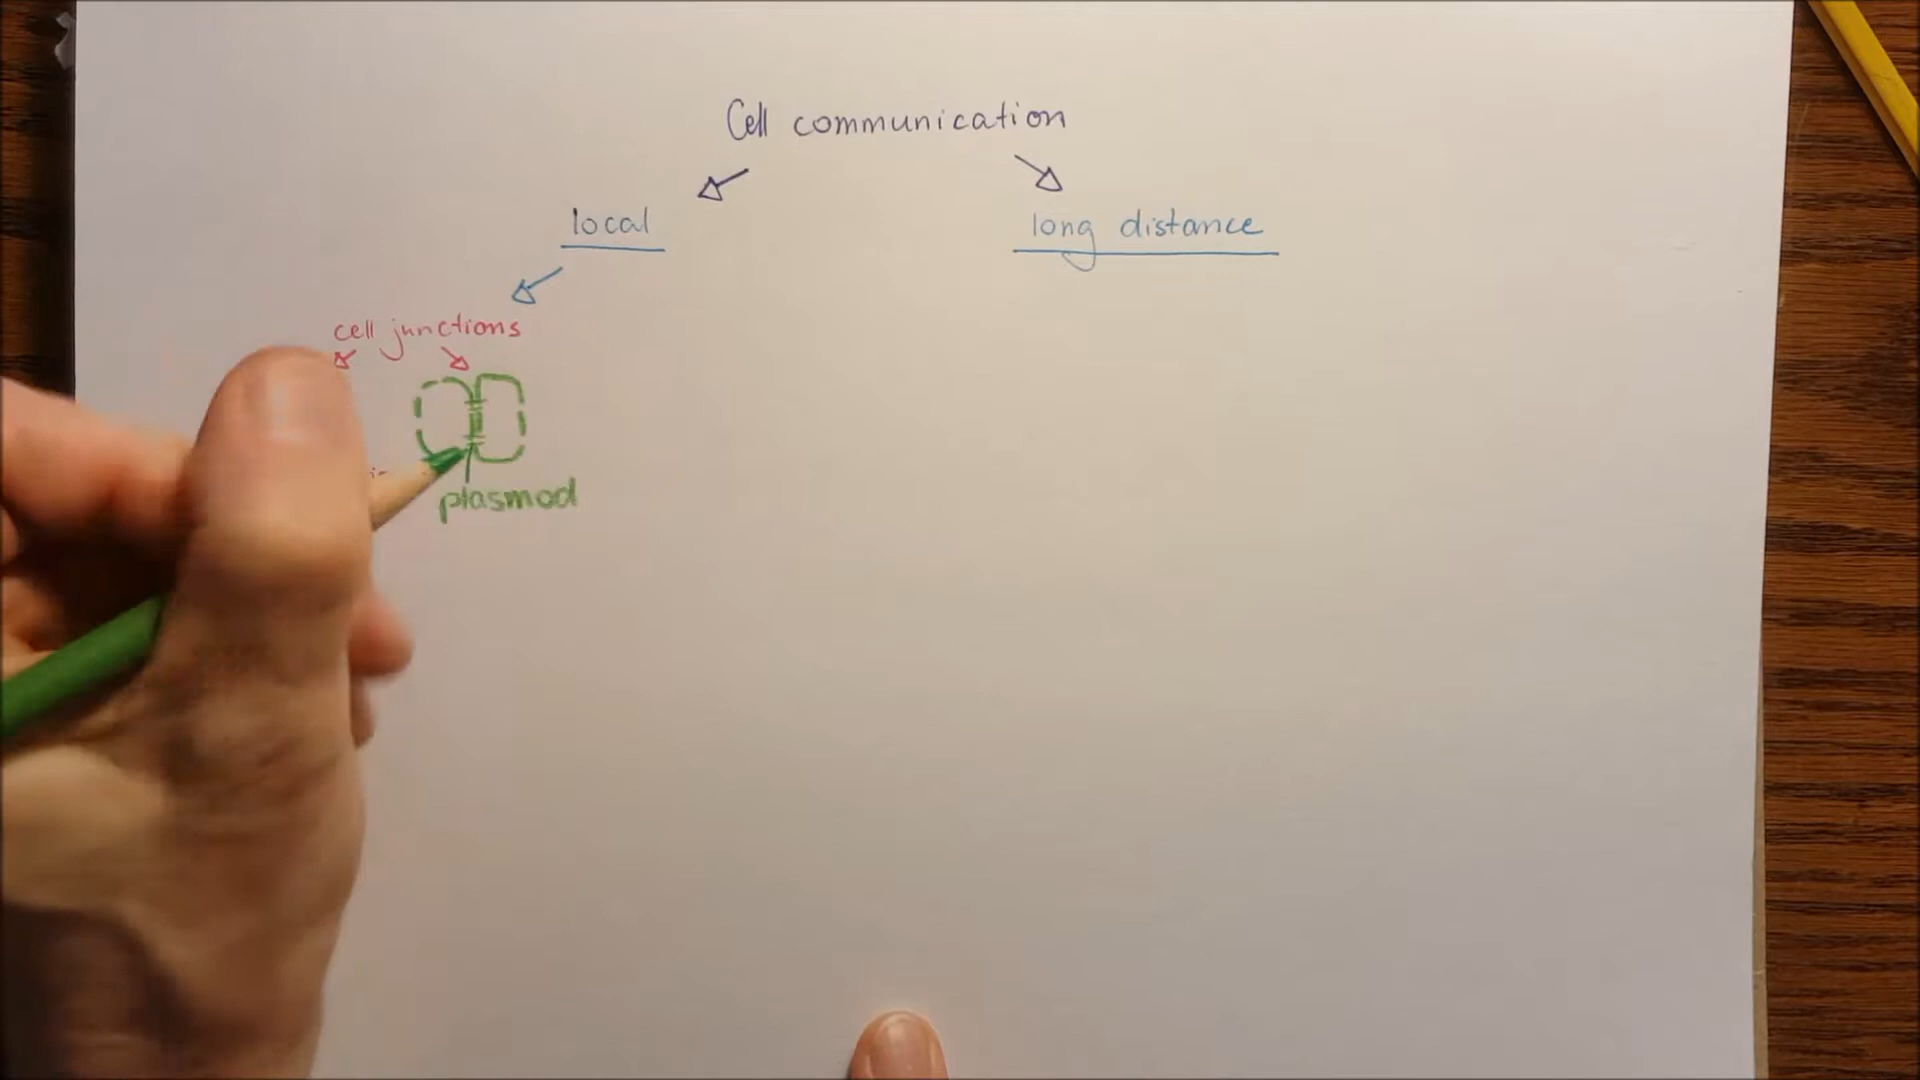 Cell communication
local
long distance
cell junctions
plasmod